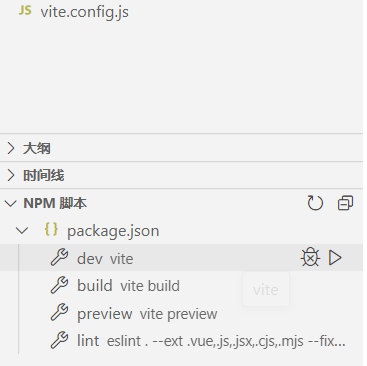 JS vite.config.js
大纲
时间线
NPM 脚本
{} package.json
dev vite
build vite build
vite
preview vite preview
lint eslint . --ext .vue,.js,.jsx,.cjs,.mjs --fix...